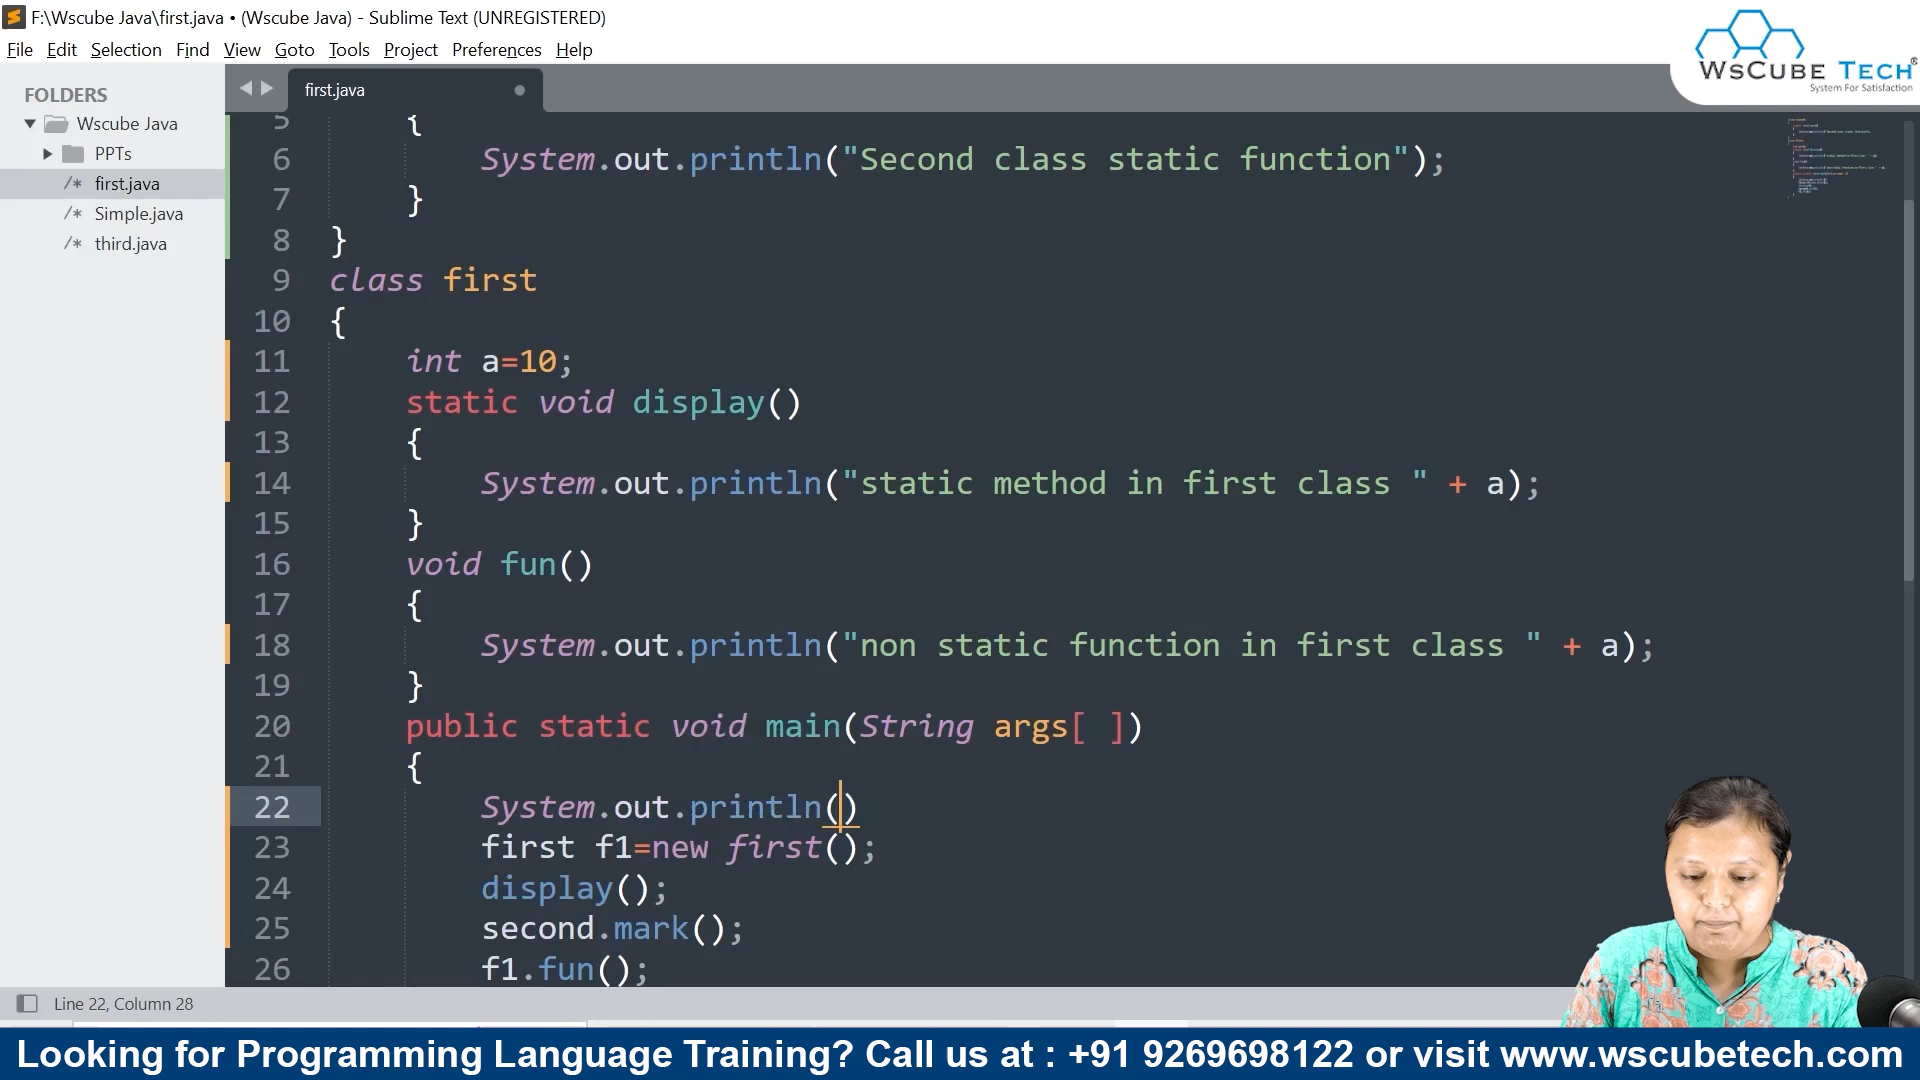 F:\Wscube Java\first.java • (Wscube Java) - Sublime Text (UNREGISTERED)
File Edit Selection Find View Goto Tools Project Preferences Help
WsCube Tech®
System For Satisfaction
FOLDERS
Wscube Java
PPTs
/* first.java
/* Simple.java
/* third.java
first.java
5 {
6 System.out.println("Second class static function");
7 }
8 }
9 class first
10 {
11 int a=10;
12 static void display()
13 {
14 System.out.println("static method in first class " + a);
15 }
16 void fun()
17 {
18 System.out.println("non static function in first class " + a);
19 }
20 public static void main(String args[ ])
21 {
22 System.out.println()
23 first f1=new first();
24 display();
25 second.mark();
26 f1.fun();
Line 22, Column 28
Looking for Programming Language Training? Call us at : +91 9269698122 or visit www.wscubetech.com